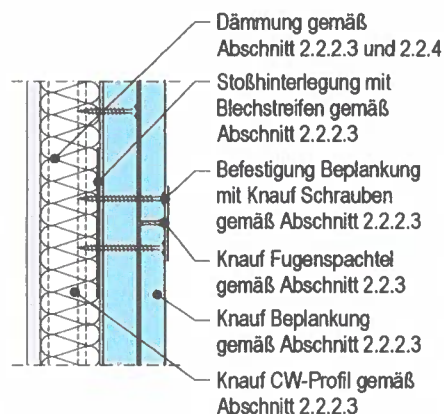 Dämmung gemäß
Abschnitt 2.2.2.3 und 2.2.4
Stoßhinterlegung mit
Blechstreifen gemäß
Abschnitt 2.2.2.3
Befestigung Beplankung
mit Knauf Schrauben
gemäß Abschnitt 2.2.2.3
Knauf Fugenspachtel
gemäß Abschnitt 2.2.3
Knauf Beplankung
gemäß Abschnitt 2.2.2.3
Knauf CW-Profil gemäß
Abschnitt 2.2.2.3